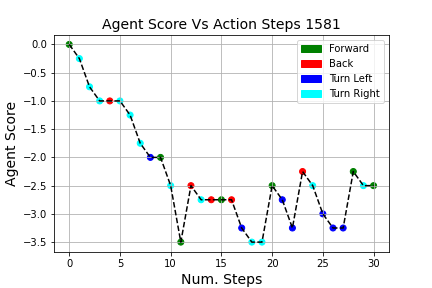 Agent Score Vs Action Steps 1581
Forward
Back
Turn Left
Turn Right
Agent Score
0.0
−0.5
−1.0
−1.5
−2.0
−2.5
−3.0
−3.5
0 5 10 15 20 25 30
Num. Steps